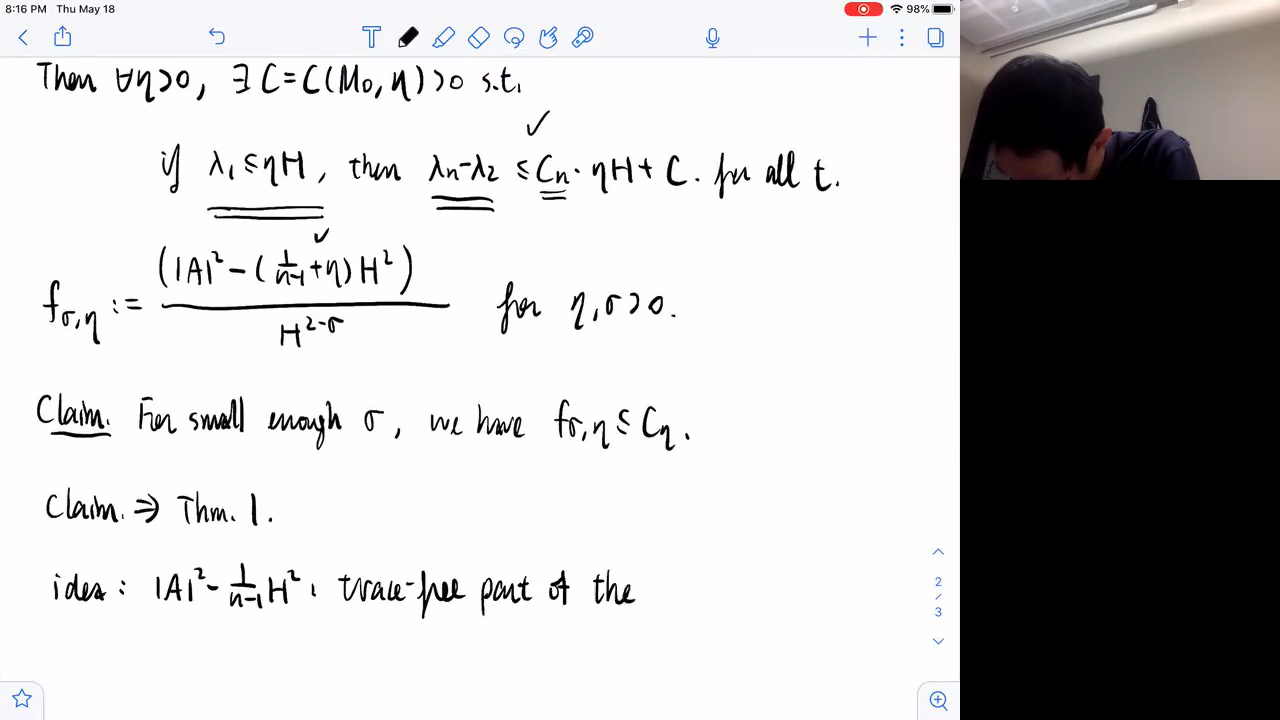 8:16 PM Thu May 18
98%
T
Then ∀η>0, ∃ C=C(M₀, η) >0 s.t.
✓
if λ₁ ≤ ηH, then λₙ-λ₂ ≤ Cₙ· ηH + C. for all t.
✓
f_{σ,η} := (|A|² - (1/(n-1) + η) H²) / H^{2-σ} for η, σ > 0.
Claim. For small enough σ, we have f_{σ,η} ≤ C_η.
Claim. ⇒ Thm. 1.
idea: |A|² - 1/(n-1) H² : trace-free part of the
2
/
3